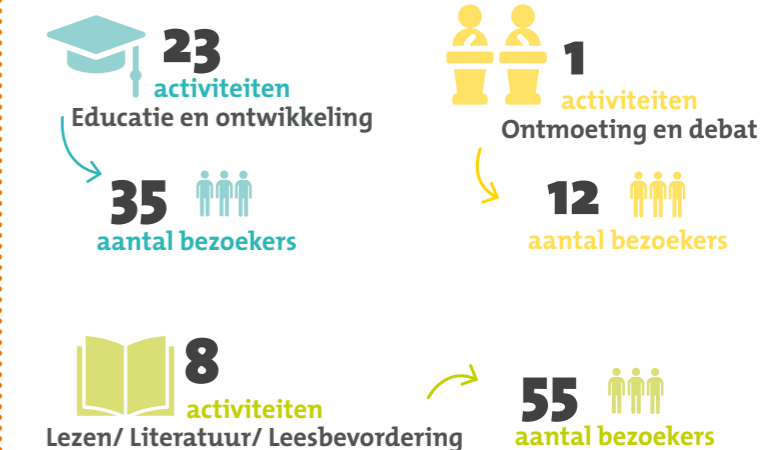 23
activiteiten
Educatie en ontwikkeling
35
aantal bezoekers
1
activiteiten
Ontmoeting en debat
12
aantal bezoekers
8
activiteiten
Lezen/ Literatuur/ Leesbevordering
55
aantal bezoekers